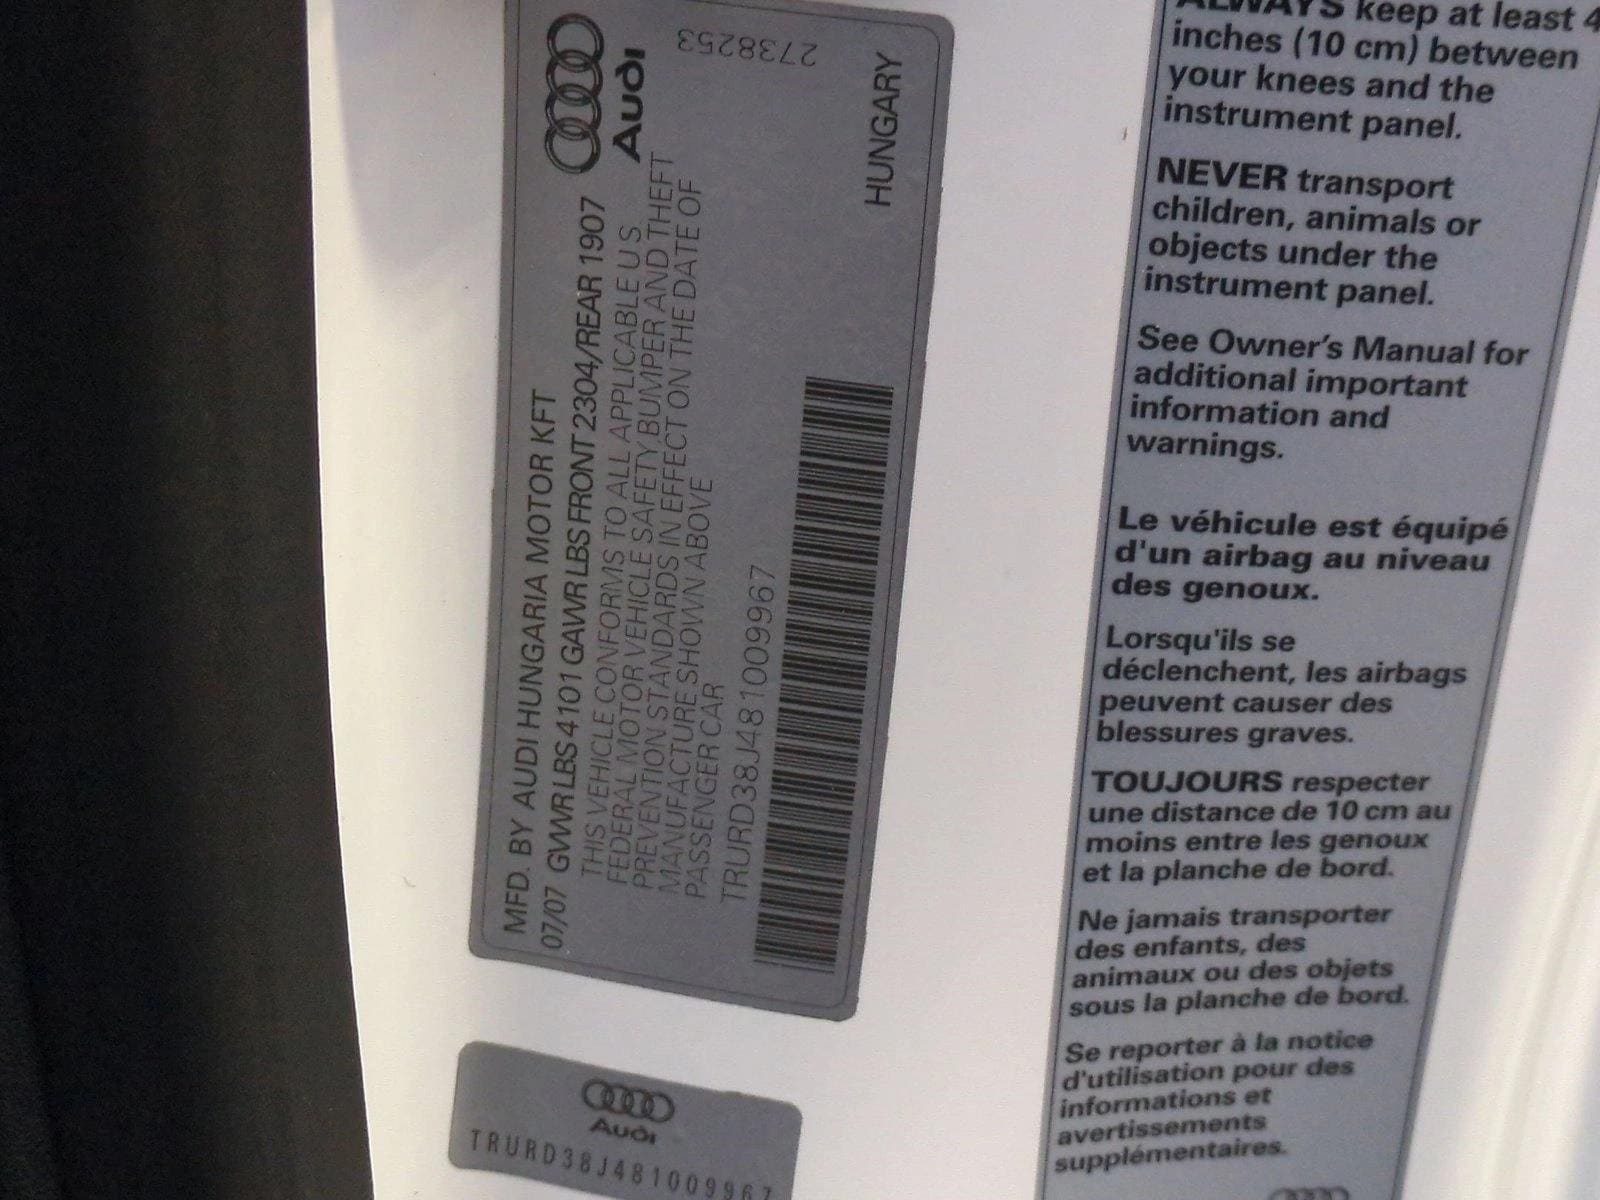 MFD. BY AUDI HUNGARIA MOTOR KFT
07/07 GVWR LBS 4101 GAWR LBS FRONT 2304/REAR 1907
THIS VEHICLE CONFORMS TO ALL APPLICABLE U.S.
FEDERAL MOTOR VEHICLE SAFETY, BUMPER AND THEFT
PREVENTION STANDARDS IN EFFECT ON THE DATE OF
MANUFACTURE SHOWN ABOVE
PASSENGER CAR
TRURD38J481009967
HUNGARY
Audi
2738253
Audi
TRURD38J481009967
ALWAYS keep at least 4
inches (10 cm) between
your knees and the
instrument panel.
NEVER transport
children, animals or
objects under the
instrument panel.
See Owner's Manual for
additional important
information and
warnings.
Le véhicule est équipé
d'un airbag au niveau
des genoux.
Lorsqu'ils se
déclenchent, les airbags
peuvent causer des
blessures graves.
TOUJOURS respecter
une distance de 10 cm au
moins entre les genoux
et la planche de bord.
Ne jamais transporter
des enfants, des
animaux ou des objets
sous la planche de bord.
Se reporter à la notice
d'utilisation pour des
informations et
avertissements
supplémentaires.